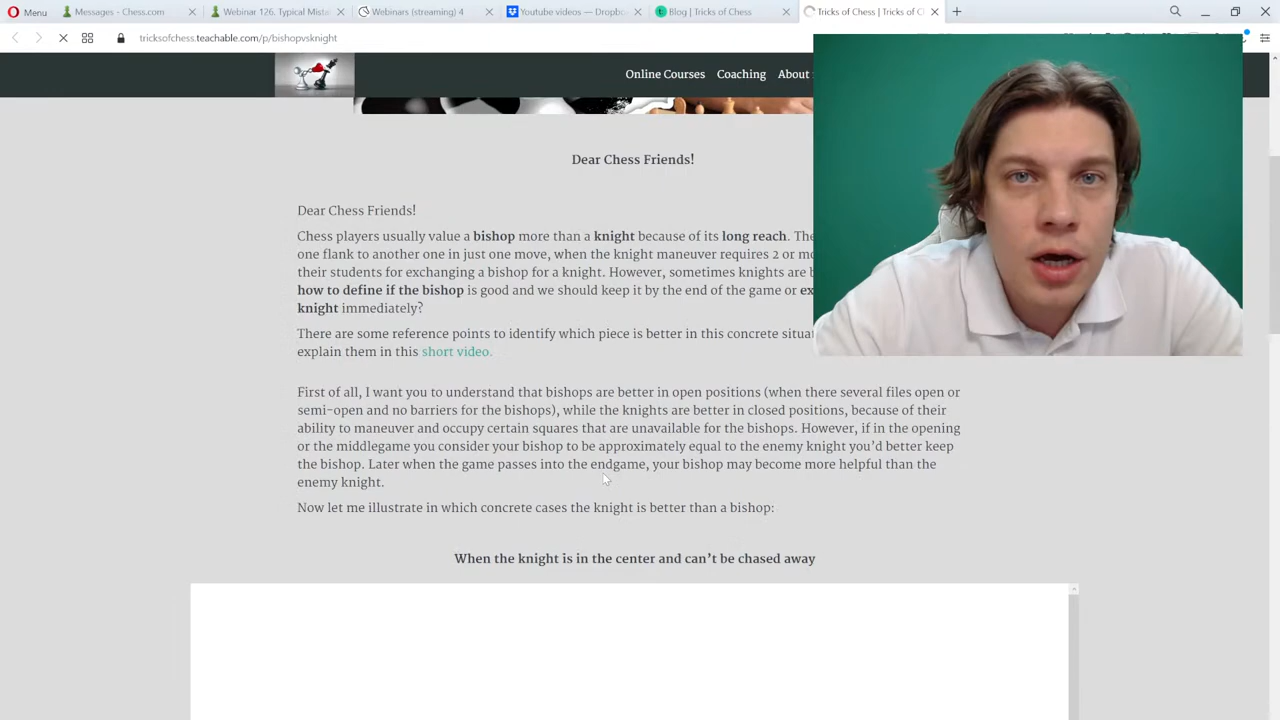 Menu
Messages - Chess.com
Webinar 126. Typical Mista
Webinars (streaming) 4
Youtube videos — Dropbo
Blog | Tricks of Chess
Tricks of Chess | Tricks of C
tricksofchess.teachable.com/p/bishopvsknight
Online Courses Coaching About
Dear Chess Friends!
Dear Chess Friends!
Chess players usually value a bishop more than a knight because of its long reach. The
one flank to another one in just one move, when the knight maneuver requires 2 or mo
their students for exchanging a bishop for a knight. However, sometimes knights are b
how to define if the bishop is good and we should keep it by the end of the game or ex
knight immediately?
There are some reference points to identify which piece is better in this concrete situa
explain them in this short video.
First of all, I want you to understand that bishops are better in open positions (when there several files open or
semi-open and no barriers for the bishops), while the knights are better in closed positions, because of their
ability to maneuver and occupy certain squares that are unavailable for the bishops. However, if in the opening
or the middlegame you consider your bishop to be approximately equal to the enemy knight you’d better keep
the bishop. Later when the game passes into the endgame, your bishop may become more helpful than the
enemy knight.
Now let me illustrate in which concrete cases the knight is better than a bishop:
When the knight is in the center and can’t be chased away